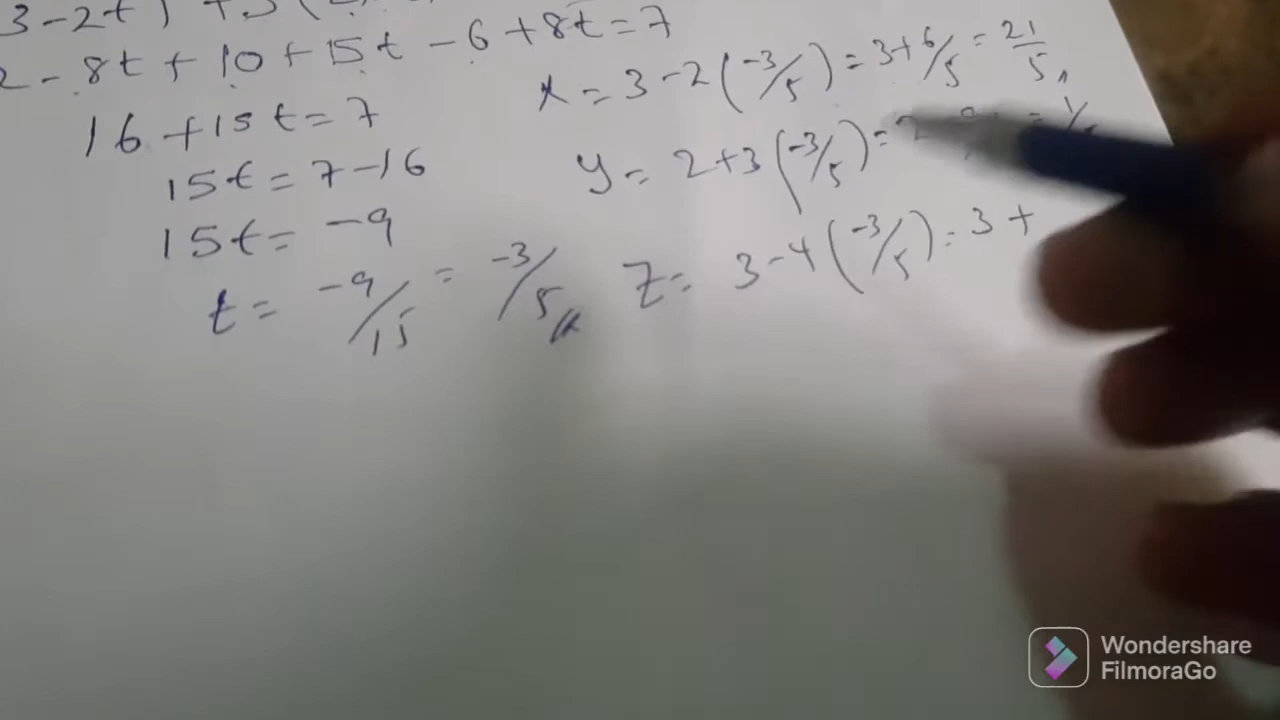 3-2t) +5(
2-8t+10+15t-6+8t=7
16+15t=7
15t=7-16
15t=-9
t=-9/15=-3/5
x=3-2(-3/5)=3+6/5=21/5
y=2+3(-3/5)=2
z=3-4(-3/5)=3+
Wondershare
FilmoraGo